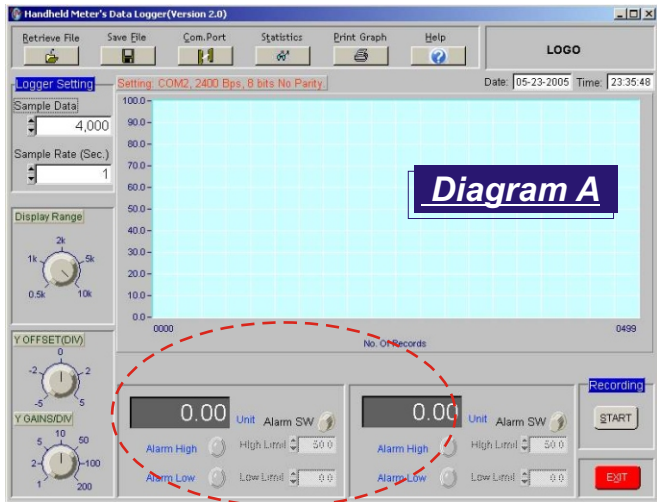 Handheld Meter's Data Logger(Version 2.0)
Retrieve File Save File Com.Port Statistics Print Graph Help
LOGO
Logger Setting
Setting: COM2, 2400 Bps, 8 bits No Parity.
Date: 05-23-2005 Time: 23:35:48
Sample Data
4,000
Sample Rate (Sec.)
1
100.0
90.0
80.0
70.0
60.0
50.0
40.0
30.0
20.0
10.0
0.0
Diagram A
0000
0499
No. Of Records
Display Range
2k
1k .5k
0.5k 10k
Y OFFSET(DIV)
0
-2 2
-5 5
Y GAINS/DIV
10
5 50
2 100
1 200
0.00 Unit Alarm SW
Alarm High High Limit 50.0
Alarm Low Low Limit 0.0
0.00 Unit Alarm SW
Alarm High High Limit 50.0
Alarm Low Low Limit 0.0
Recording
START
EXIT